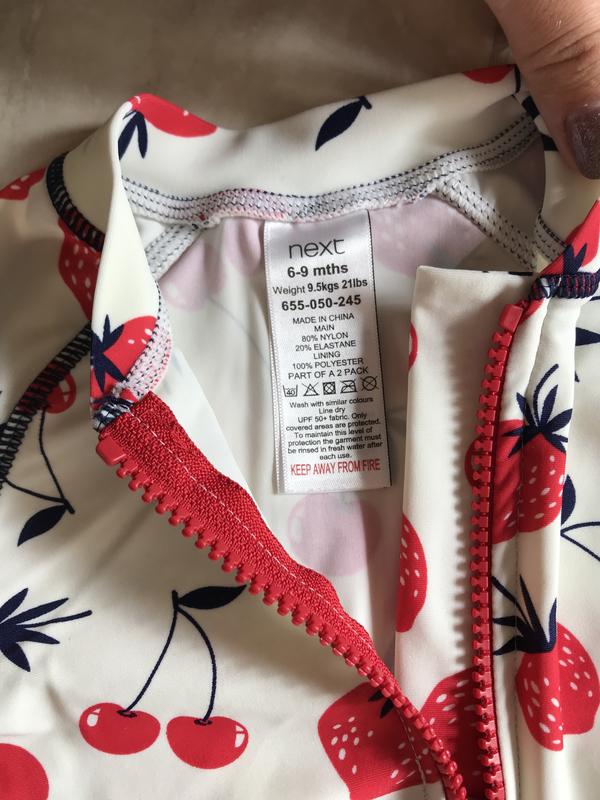 next
6-9 mths
Weight 9.5kgs 21lbs
655-050-245
MADE IN CHINA
MAIN
80% NYLON
20% ELASTANE
LINING
100% POLYESTER
PART OF A 2 PACK
40
Wash with similar colours
Line dry
UPF 50+ fabric. Only
covered areas are protected.
To maintain this level of
protection the garment must
be rinsed in fresh water after
each use.
KEEP AWAY FROM FIRE